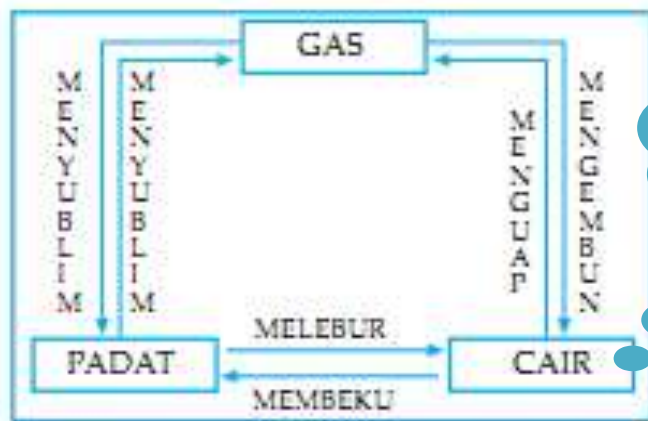 GAS
MENYUBLIM
MENYUBLIM
MENGUAP
MENGEMBUN
MELEBUR
PADAT
CAIR
MEMBEKU